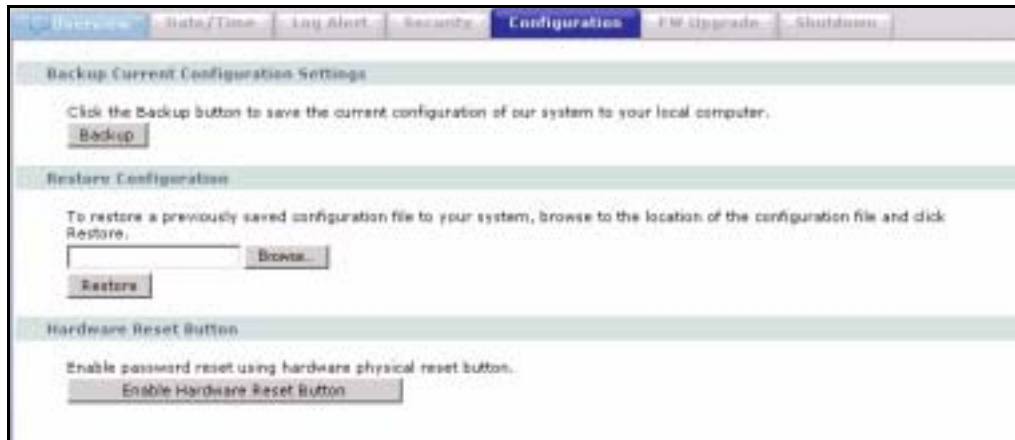 Overview Date/Time Log Alert Security Configuration FW Upgrade Shutdown
Backup Current Configuration Settings
Click the Backup button to save the current configuration of our system to your local computer.
Backup
Restore Configuration
To restore a previously saved configuration file to your system, browse to the location of the configuration file and click
Restore.
Browse...
Restore
Hardware Reset Button
Enable password reset using hardware physical reset button.
Enable Hardware Reset Button